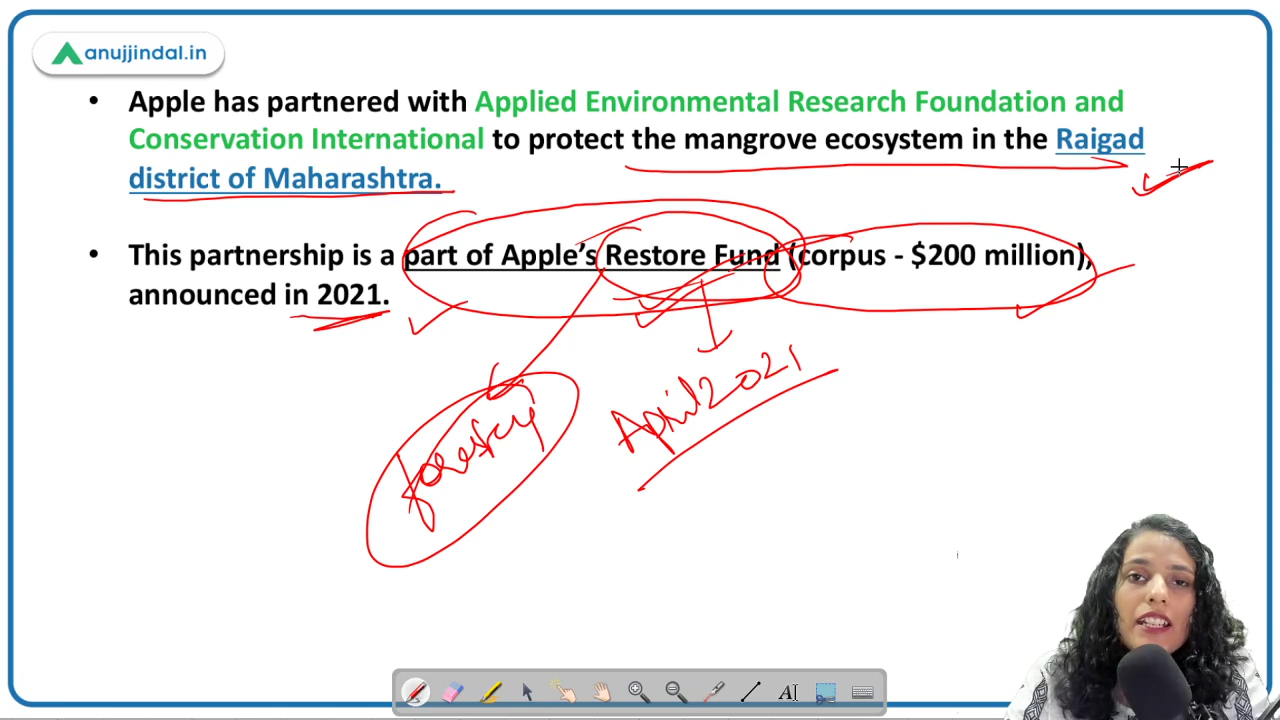 anujjindal.in
• Apple has partnered with Applied Environmental Research Foundation and
Conservation International to protect the mangrove ecosystem in the Raigad
district of Maharashtra.
• This partnership is a part of Apple's Restore Fund (corpus - $200 million),
announced in 2021.
April 2021
forestry
AI